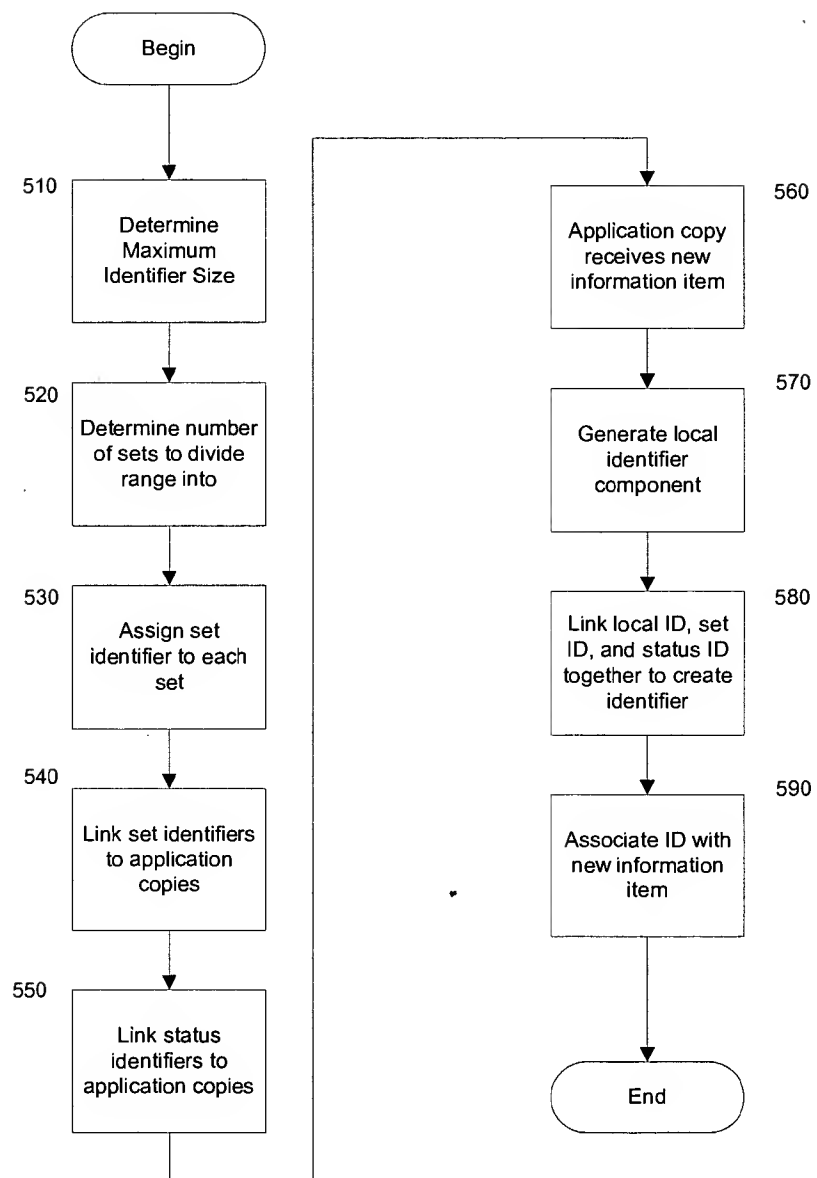 Begin
510
Determine
Maximum
Identifier Size
520
Determine number
of sets to divide
range into
530
Assign set
identifier to each
set
540
Link set identifiers
to application
copies
550
Link status
identifiers to
application copies
560
Application copy
receives new
information item
570
Generate local
identifier
component
580
Link local ID, set
ID, and status ID
together to create
identifier
590
Associate ID with
new information
item
End